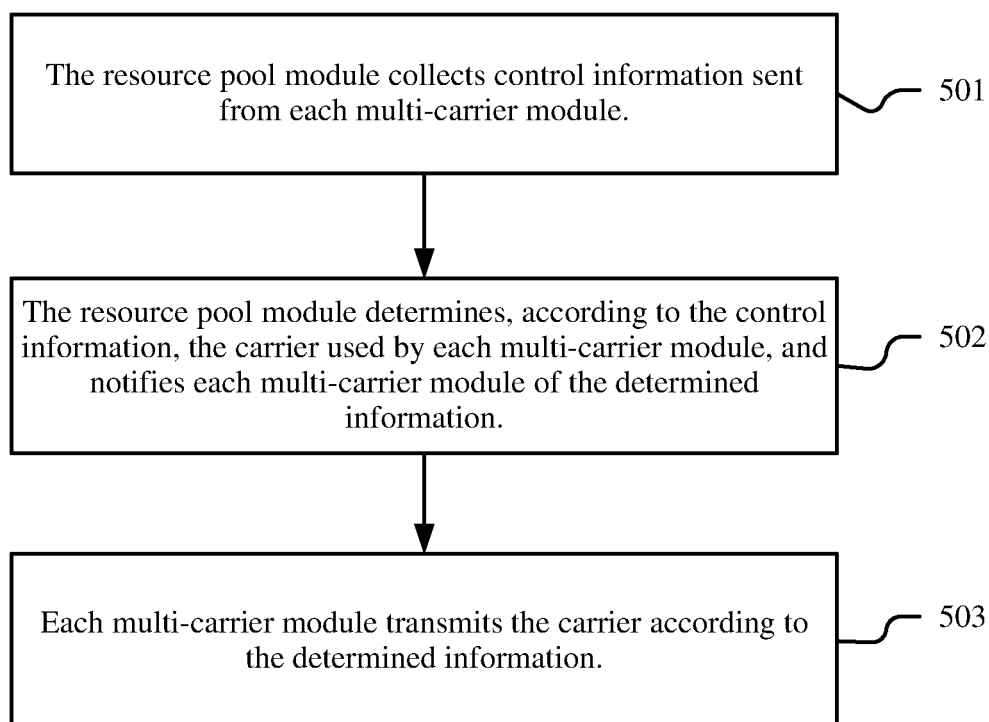 The resource pool module collects control information sent
from each multi-carrier module.
501
The resource pool module determines, according to the control
information, the carrier used by each multi-carrier module, and
notifies each multi-carrier module of the determined
information.
502
Each multi-carrier module transmits the carrier according to
the determined information.
503